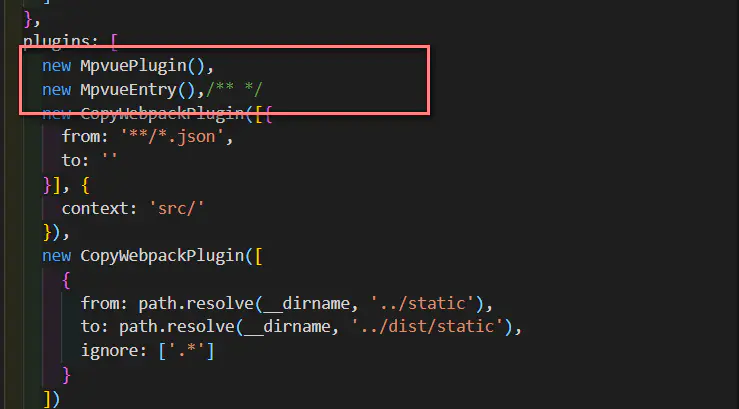 },
plugins: [
new MpvuePlugin(),
new MpvueEntry(),/** */
new CopyWebpackPlugin([{
from: '**/*.json',
to: ''
}], {
context: 'src/'
}),
new CopyWebpackPlugin([
{
from: path.resolve(__dirname, '../static'),
to: path.resolve(__dirname, '../dist/static'),
ignore: ['.*']
}
])